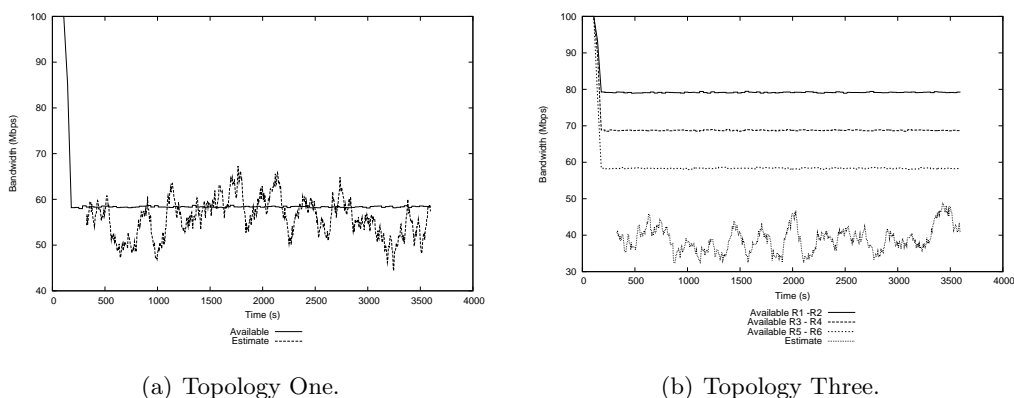 100
90
80
70
60
50
40
Bandwidth (Mbps)
0 500 1000 1500 2000 2500 3000 3500 4000
Time (s)
Available
Estimate
(a) Topology One.
100
90
80
70
60
50
40
30
Bandwidth (Mbps)
0 500 1000 1500 2000 2500 3000 3500 4000
Time (s)
Available R1 -R2
Available R3 - R4
Available R5 - R6
Estimate
(b) Topology Three.